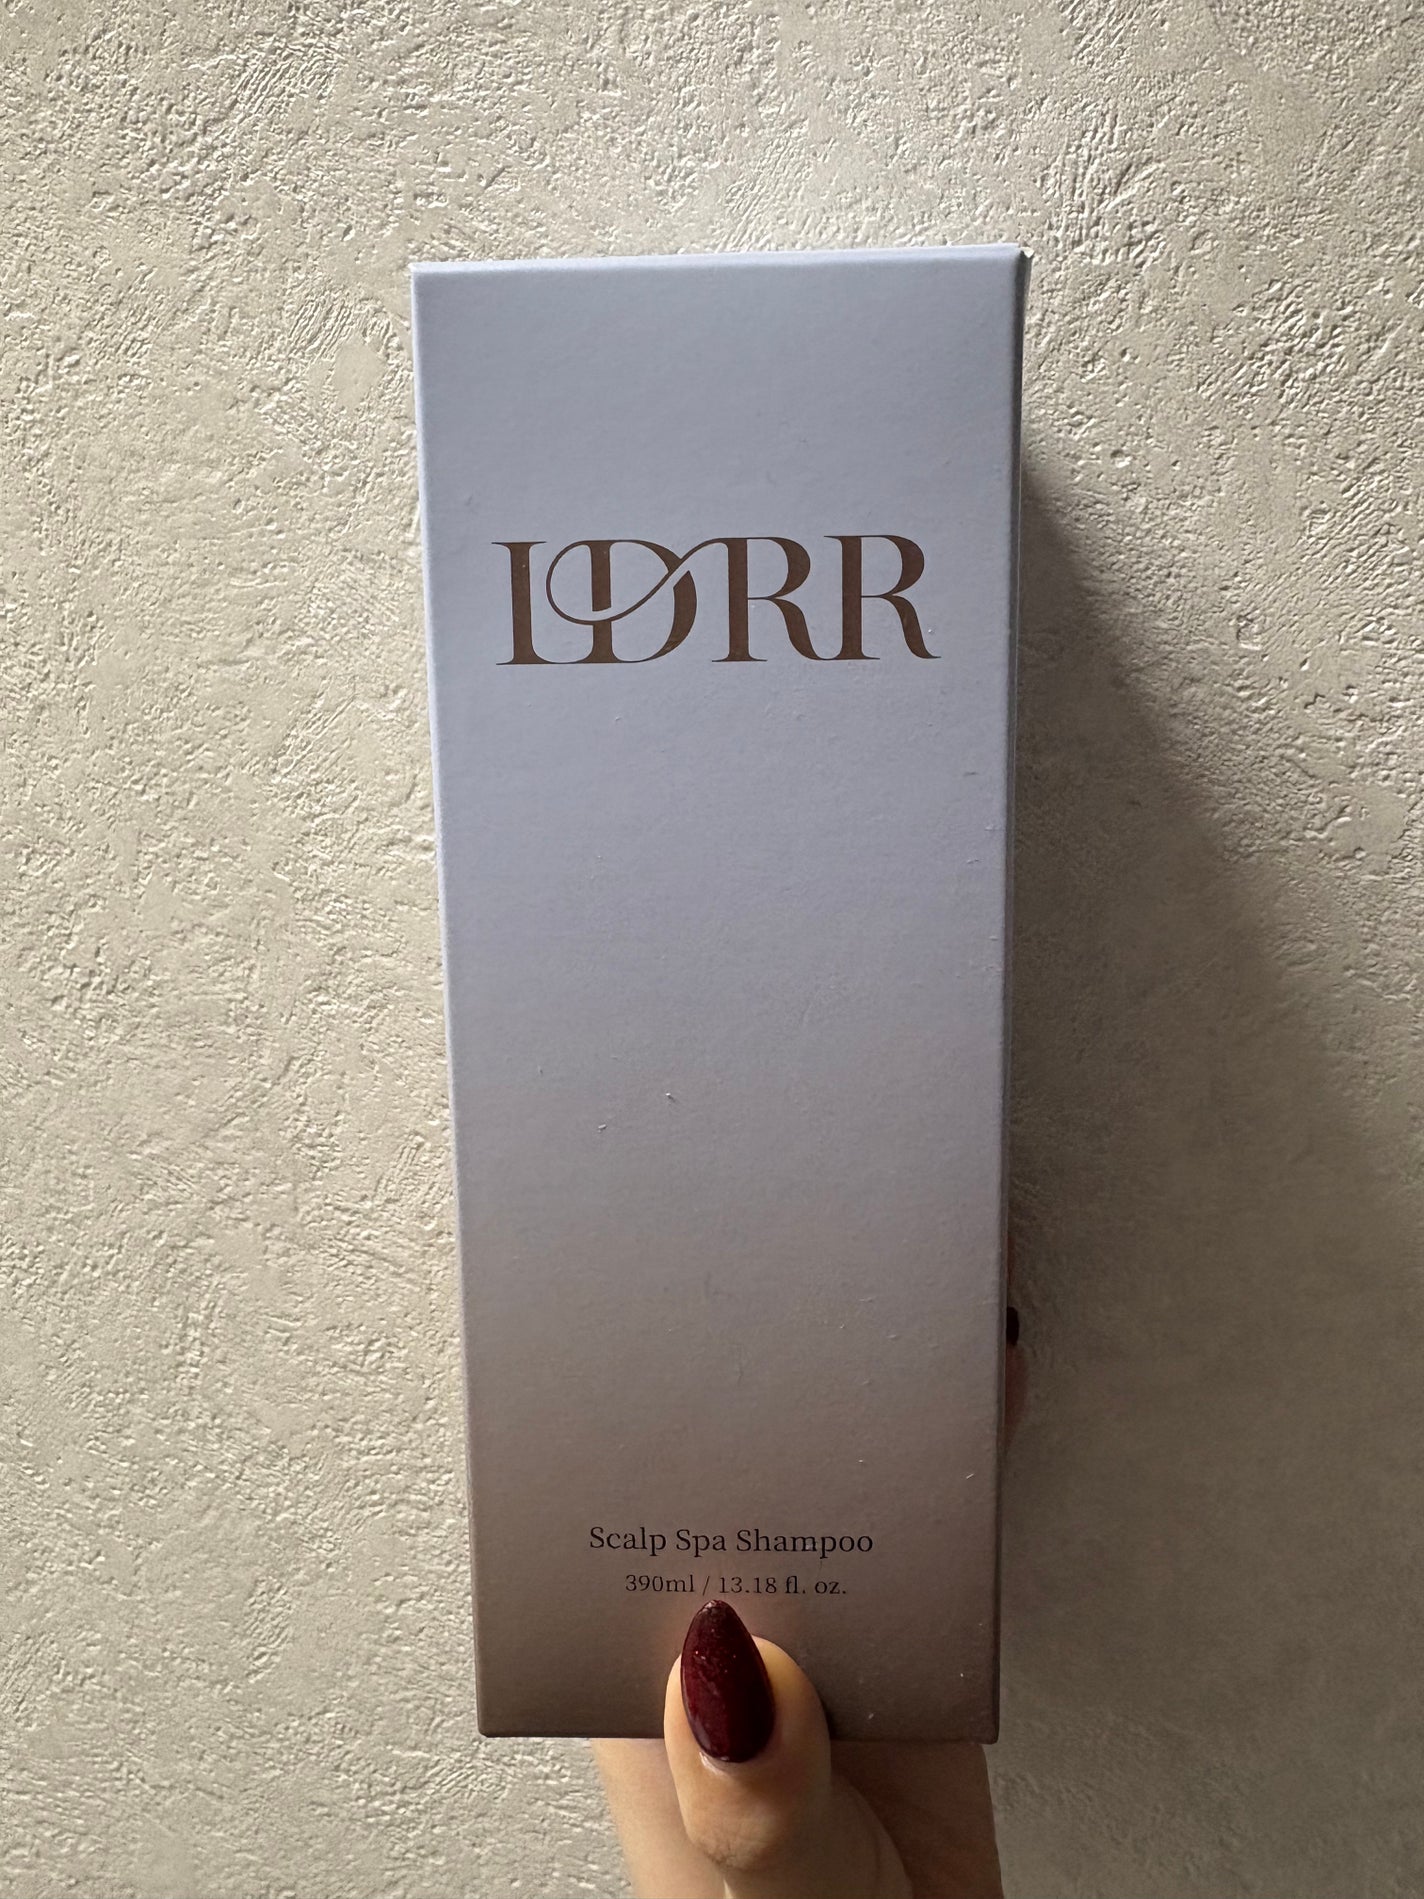 LDRR
Scalp Spa Shampoo
390ml / 13.18 fl. oz.